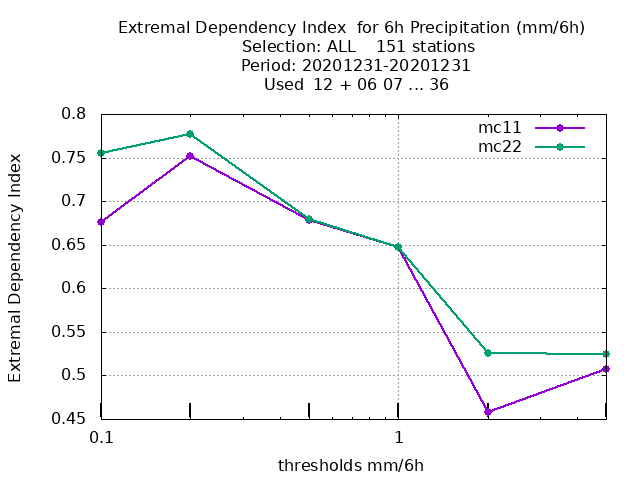 Extremal Dependency Index  for 6h Precipitation (mm/6h)
Selection: ALL    151 stations
Period: 20201231-20201231
Used  12 + 06 07 ... 36
mc11
mc22
0.8
0.75
0.7
0.65
0.6
0.55
0.5
0.45
Extremal Dependency Index
0.1
1
thresholds mm/6h